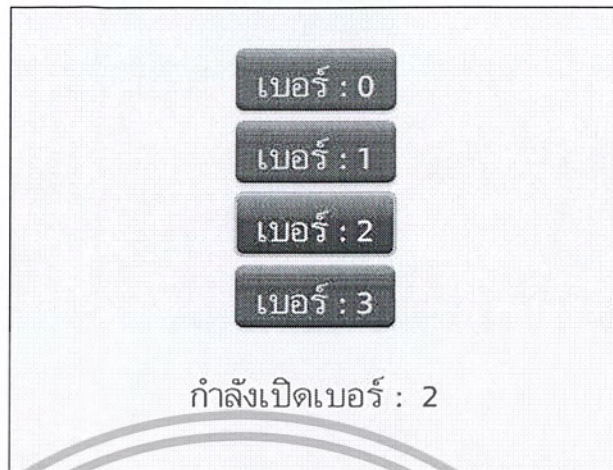 เบอร์ : 0
เบอร์ : 1
เบอร์ : 2
เบอร์ : 3
กำลังเปิดเบอร์ : 2